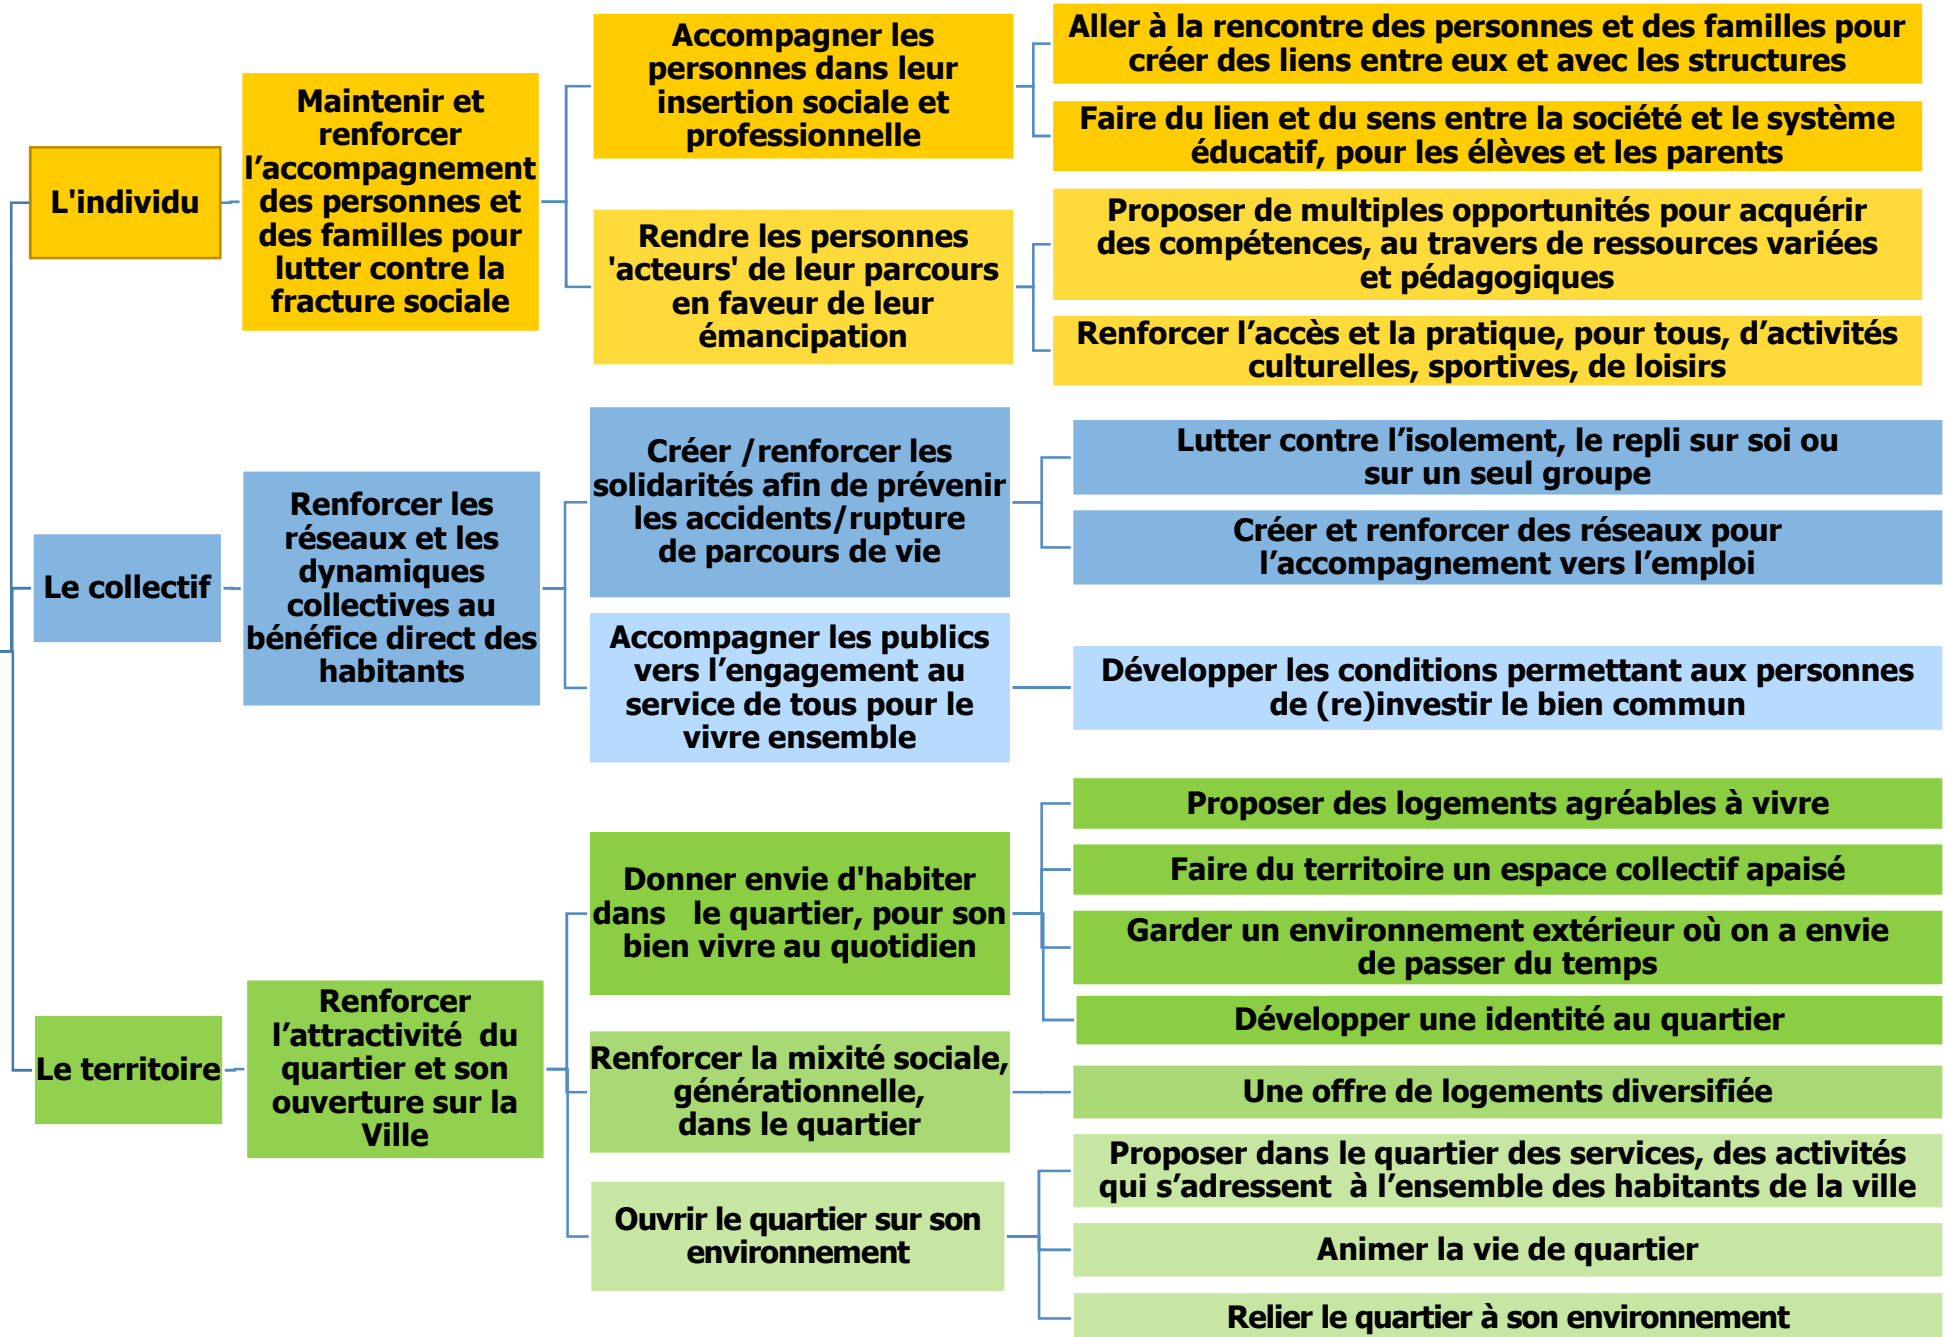 L'individu
Maintenir et
renforcer
l’accompagnement
des personnes et
des familles pour
lutter contre la
fracture sociale
Accompagner les
personnes dans leur
insertion sociale et
professionnelle
Aller à la rencontre des personnes et des familles pour
créer des liens entre eux et avec les structures
Faire du lien et du sens entre la société et le système
éducatif, pour les élèves et les parents
Rendre les personnes
'acteurs' de leur parcours
en faveur de leur
émancipation
Proposer de multiples opportunités pour acquérir
des compétences, au travers de ressources variées
et pédagogiques
Renforcer l’accès et la pratique, pour tous, d’activités
culturelles, sportives, de loisirs
Le collectif
Renforcer les
réseaux et les
dynamiques
collectives au
bénéfice direct des
habitants
Créer /renforcer les
solidarités afin de prévenir
les accidents/rupture
de parcours de vie
Lutter contre l’isolement, le repli sur soi ou
sur un seul groupe
Créer et renforcer des réseaux pour
l’accompagnement vers l’emploi
Accompagner les publics
vers l’engagement au
service de tous pour le
vivre ensemble
Développer les conditions permettant aux personnes
de (re)investir le bien commun
Le territoire
Renforcer
l’attractivité du
quartier et son
ouverture sur la
Ville
Donner envie d'habiter
dans le quartier, pour son
bien vivre au quotidien
Proposer des logements agréables à vivre
Faire du territoire un espace collectif apaisé
Garder un environnement extérieur où on a envie
de passer du temps
Développer une identité au quartier
Renforcer la mixité sociale,
générationnelle,
dans le quartier
Une offre de logements diversifiée
Ouvrir le quartier sur son
environnement
Proposer dans le quartier des services, des activités
qui s’adressent à l’ensemble des habitants de la ville
Animer la vie de quartier
Relier le quartier à son environnement